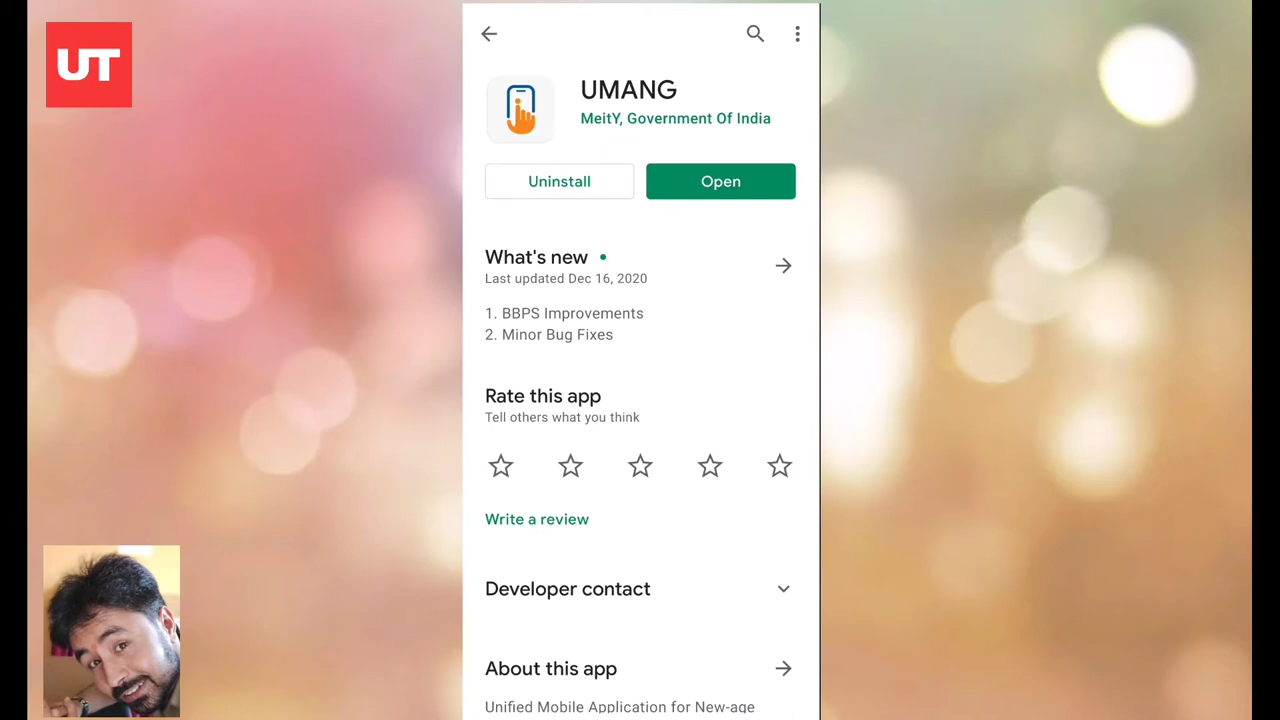 UT
UMANG
MeitY, Government Of India
Uninstall
Open
What's new
Last updated Dec 16, 2020
1. BBPS Improvements
2. Minor Bug Fixes
Rate this app
Tell others what you think
Write a review
Developer contact
About this app
Unified Mobile Application for New-age